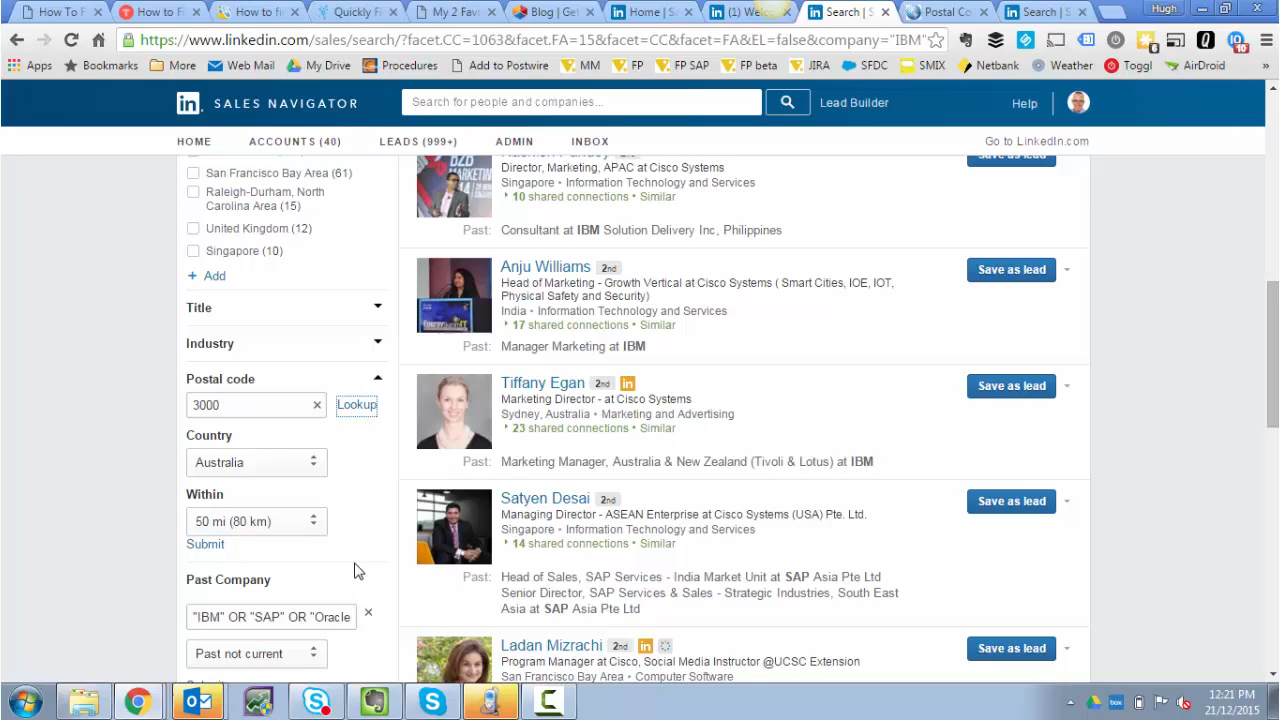 How To F
How to Fi
How to fin
Quickly Fi
My 2 Fav
Blog | Get
Home | Sa
(1) Welc
Search | S
Postal Co
Search | S
Hugh
https://www.linkedin.com/sales/search/?facet.CC=1063&facet.FA=15&facet=CC&facet=FA&EL=false&company="IBM"
6
10
Apps
Bookmarks
More
Web Mail
My Drive
Procedures
Add to Postwire
MM
FP
FP SAP
FP beta
JIRA
SFDC
SMIX
Netbank
Weather
Toggl
AirDroid
»
in SALES NAVIGATOR
Search for people and companies...
Lead Builder
Help
HOME
ACCOUNTS (40)
LEADS (999+)
ADMIN
INBOX
Go to LinkedIn.com
San Francisco Bay Area (61)
Raleigh-Durham, North
Carolina Area (15)
United Kingdom (12)
Singapore (10)
+ Add
Title
Industry
Postal code
3000 × Lookup
Country
Australia
Within
50 mi (80 km)
Submit
Past Company
"IBM" OR "SAP" OR "Oracle ×
Past not current
Director, Marketing, APAC at Cisco Systems
Singapore • Information Technology and Services
10 shared connections • Similar
Past: Consultant at IBM Solution Delivery Inc, Philippines
Save as lead
Anju Williams 2nd
Head of Marketing - Growth Vertical at Cisco Systems ( Smart Cities, IOE, IOT,
Physical Safety and Security)
India • Information Technology and Services
17 shared connections • Similar
Past: Manager Marketing at IBM
Save as lead
Tiffany Egan 2nd in
Marketing Director - at Cisco Systems
Sydney, Australia • Marketing and Advertising
23 shared connections • Similar
Past: Marketing Manager, Australia & New Zealand (Tivoli & Lotus) at IBM
Save as lead
Satyen Desai 2nd
Managing Director - ASEAN Enterprise at Cisco Systems (USA) Pte. Ltd.
Singapore • Information Technology and Services
14 shared connections • Similar
Past: Head of Sales, SAP Services - India Market Unit at SAP Asia Pte Ltd
Senior Director, SAP Services & Sales - Strategic Industries, South East
Asia at SAP Asia Pte Ltd
Save as lead
Ladan Mizrachi 2nd in
Program Manager at Cisco, Social Media Instructor @UCSC Extension
San Francisco Bay Area • Computer Software
Save as lead
12:21 PM
21/12/2015